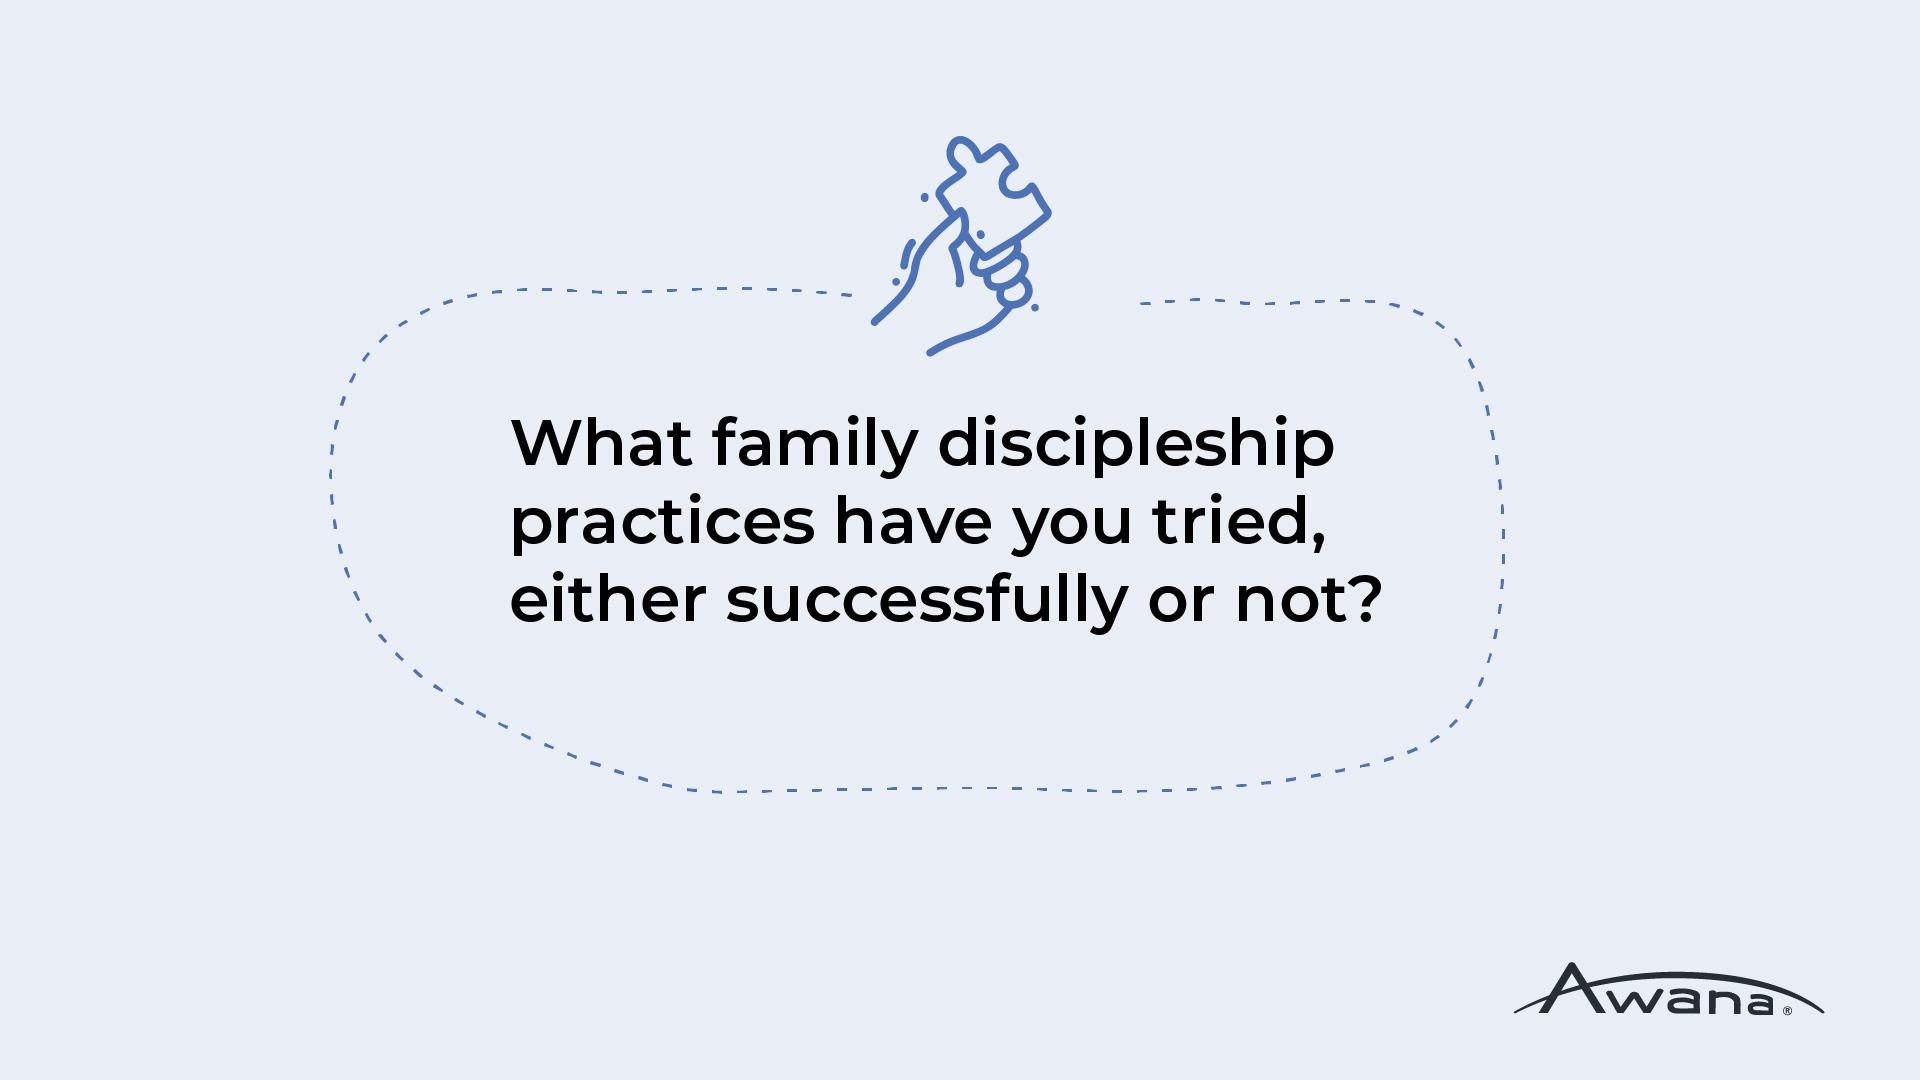 What family discipleship
practices have you tried,
either successfully or not?
Awana®